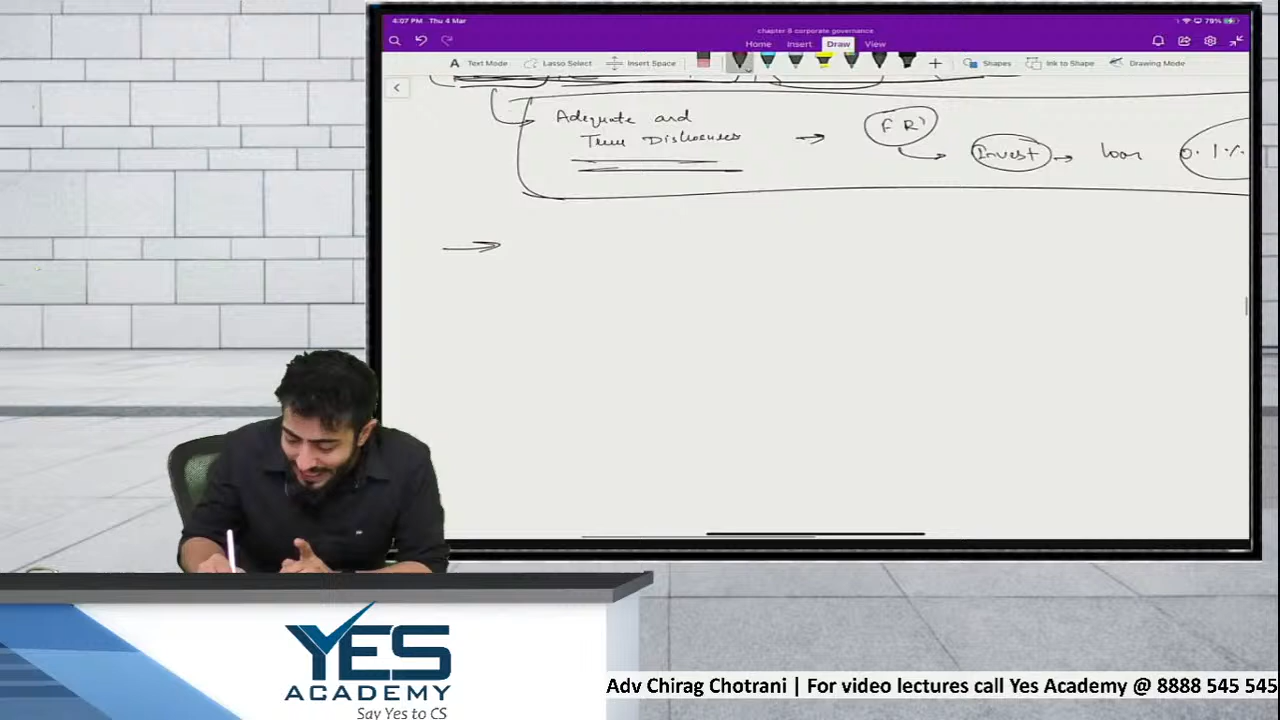 4:07 PM Thu 4 Mar
79%
chapter 8 corporate governance
Home Insert Draw View
Text Mode Lasso Select Insert Space Shapes Ink to Shape Drawing Mode
Adequate and
True Disclosures
F R
Invest
loan
0.1%
YES
ACADEMY
Say Yes to CS
Adv Chirag Chotrani | For video lectures call Yes Academy @ 8888 545 545